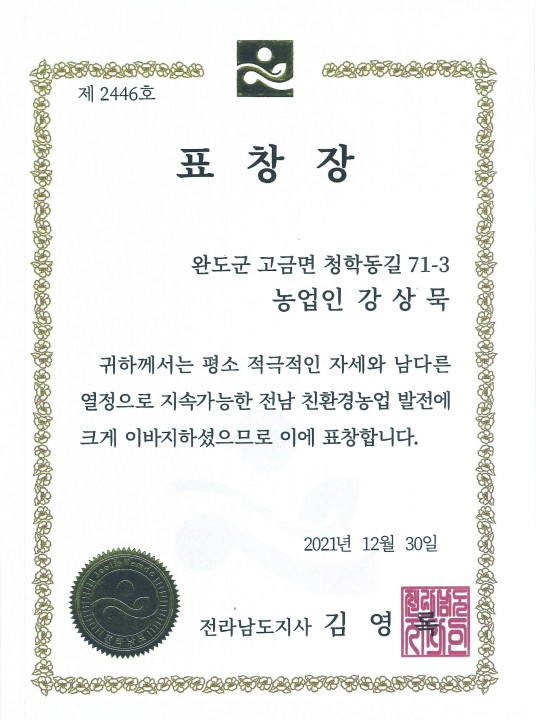 제 2446호
표 창 장
완도군 고금면 청학동길 71-3
농업인 강 상 묵
귀하께서는 평소 적극적인 자세와 남다른
열정으로 지속가능한 전남 친환경농업 발전에
크게 이바지하셨으므로 이에 표창합니다.
2021년 12월 30일
전라남도지사 김 영 록
전라남도